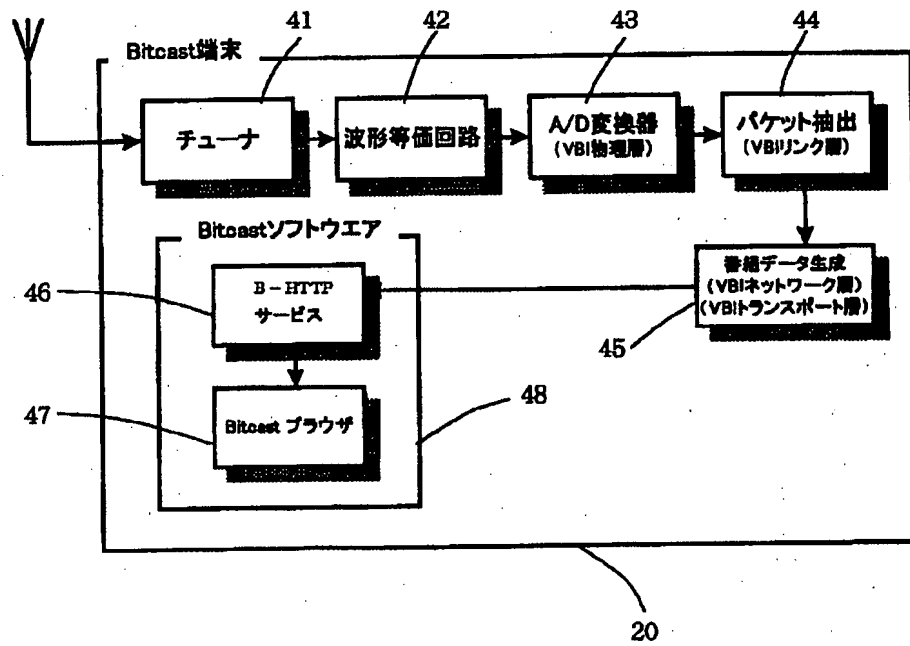 41
42
43
44
Bitcast端末
チューナ
波形等価回路
A/D変換器
(VBI物理層)
パケット抽出
(VBIリンク層)
Bitcastソフトウエア
B-HTTP
サービス
46
番組データ生成
(VBIネットワーク層)
(VBIトランスポート層)
45
47
Bitcast ブラウザ
48
20